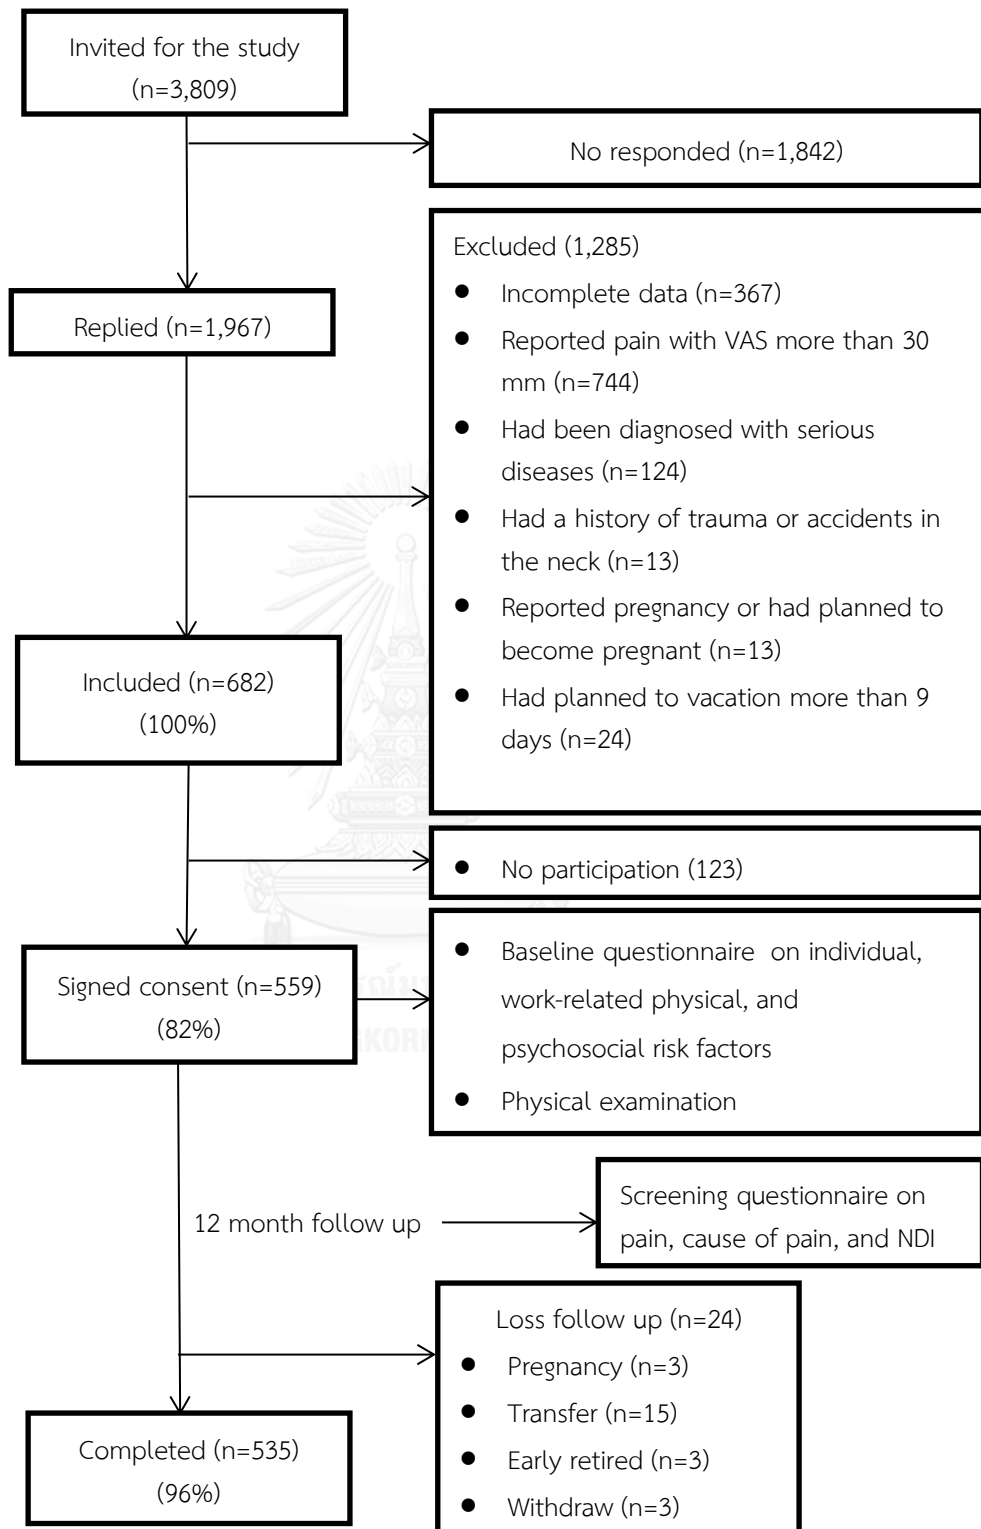 Invited for the study
(n=3,809)
No responded (n=1,842)
Replied (n=1,967)
Excluded (1,285)
● Incomplete data (n=367)
● Reported pain with VAS more than 30
mm (n=744)
● Had been diagnosed with serious
diseases (n=124)
● Had a history of trauma or accidents in
the neck (n=13)
● Reported pregnancy or had planned to
become pregnant (n=13)
● Had planned to vacation more than 9
days (n=24)
Included (n=682)
(100%)
● No participation (123)
Signed consent (n=559)
(82%)
● Baseline questionnaire on individual,
work-related physical, and
psychosocial risk factors
● Physical examination
12 month follow up
Screening questionnaire on
pain, cause of pain, and NDI
Loss follow up (n=24)
● Pregnancy (n=3)
● Transfer (n=15)
● Early retired (n=3)
● Withdraw (n=3)
Completed (n=535)
(96%)